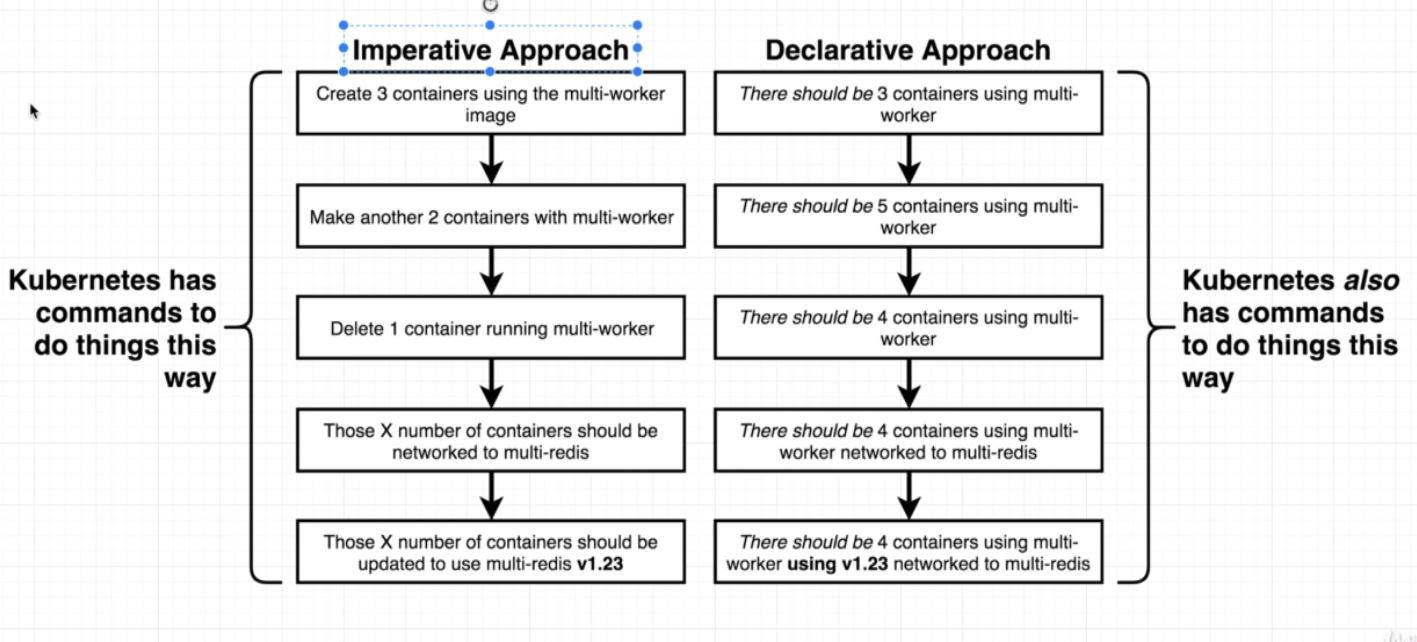 Imperative Approach
Declarative Approach
Create 3 containers using the multi-worker
image
There should be 3 containers using multi-
worker
Make another 2 containers with multi-worker
There should be 5 containers using multi-
worker
Delete 1 container running multi-worker
There should be 4 containers using multi-
worker
Those X number of containers should be
networked to multi-redis
There should be 4 containers using multi-
worker networked to multi-redis
Those X number of containers should be
updated to use multi-redis v1.23
There should be 4 containers using multi-
worker using v1.23 networked to multi-redis
Kubernetes has
commands to
do things this
way
Kubernetes also
has commands
to do things this
way